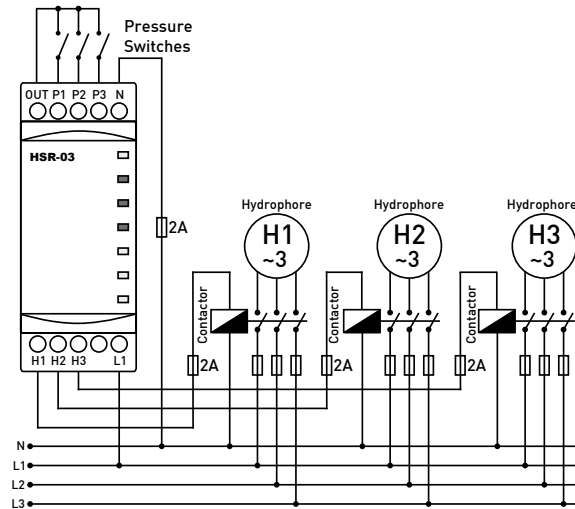 Pressure
Switches
OUT P1 P2 P3 N
HSR-03
2A
Hydrophore
H1
~3
Hydrophore
H2
~3
Hydrophore
H3
~3
Contactor
Contactor
Contactor
2A
2A
2A
H1 H2 H3 L1
N
L1
L2
L3